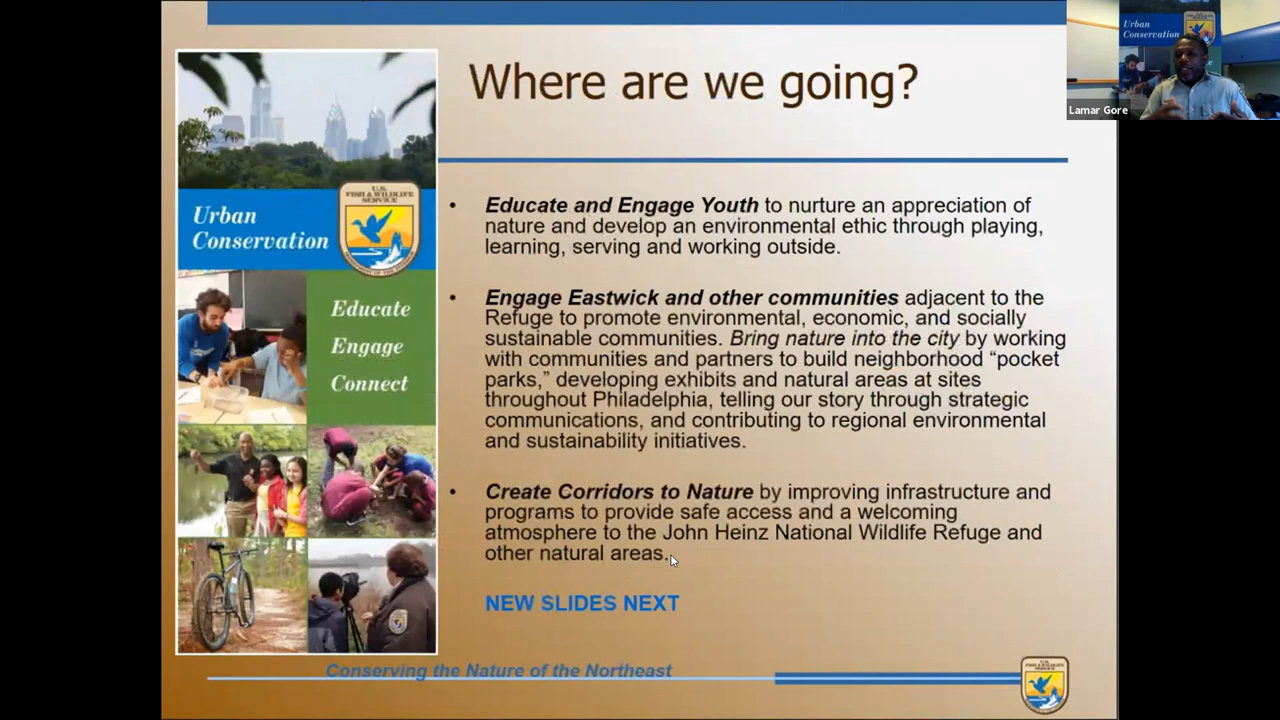 Where are we going?
Urban
Conservation
U.S.
FISH & WILDLIFE
SERVICE
Educate
Engage
Connect
• Educate and Engage Youth to nurture an appreciation of
nature and develop an environmental ethic through playing,
learning, serving and working outside.
• Engage Eastwick and other communities adjacent to the
Refuge to promote environmental, economic, and socially
sustainable communities. Bring nature into the city by working
with communities and partners to build neighborhood “pocket
parks,” developing exhibits and natural areas at sites
throughout Philadelphia, telling our story through strategic
communications, and contributing to regional environmental
and sustainability initiatives.
• Create Corridors to Nature by improving infrastructure and
programs to provide safe access and a welcoming
atmosphere to the John Heinz National Wildlife Refuge and
other natural areas.
NEW SLIDES NEXT
Conserving the Nature of the Northeast
Urban
Conservation
Lamar Gore